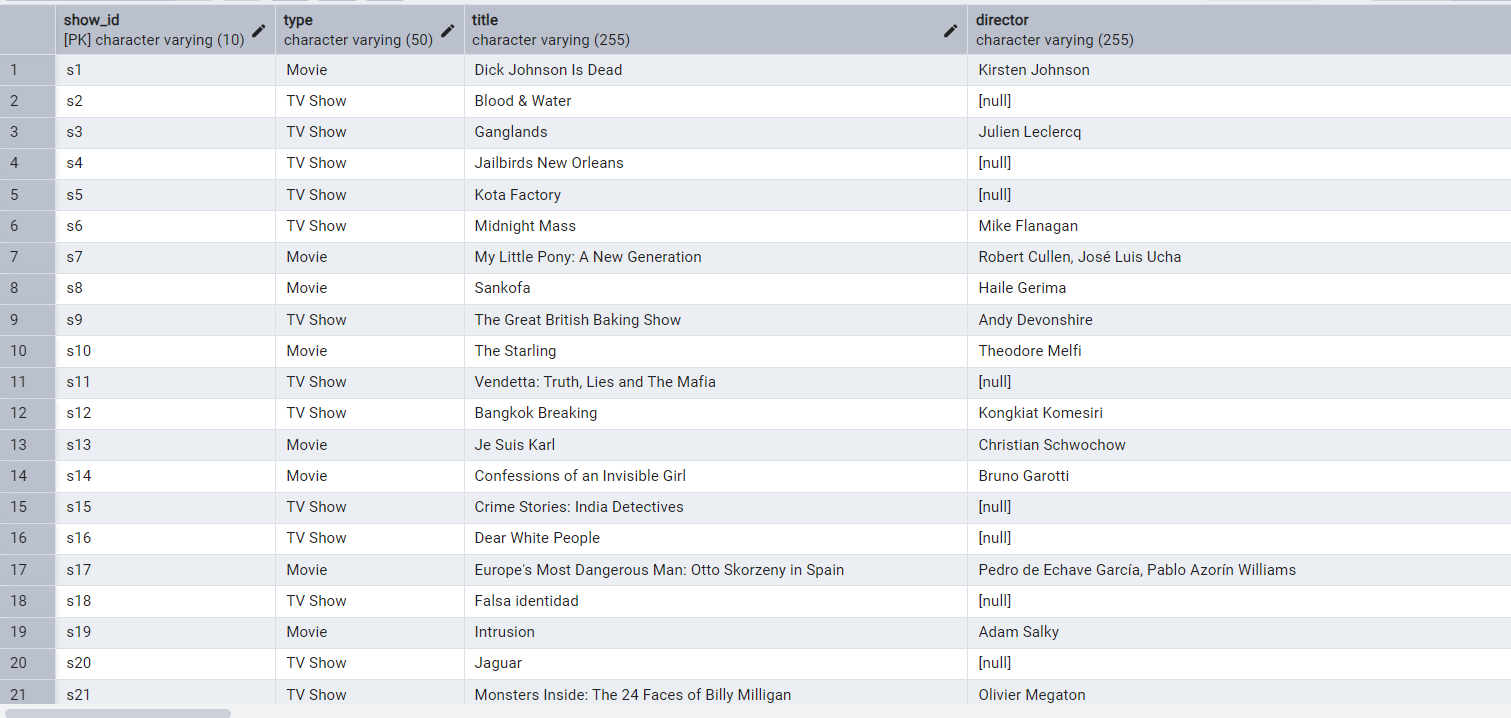 show_id type title director
[PK] character varying (10) character varying (50) character varying (255) character varying (255)
1 s1 Movie Dick Johnson Is Dead Kirsten Johnson
2 s2 TV Show Blood & Water [null]
3 s3 TV Show Ganglands Julien Leclercq
4 s4 TV Show Jailbirds New Orleans [null]
5 s5 TV Show Kota Factory [null]
6 s6 TV Show Midnight Mass Mike Flanagan
7 s7 Movie My Little Pony: A New Generation Robert Cullen, José Luis Ucha
8 s8 Movie Sankofa Haile Gerima
9 s9 TV Show The Great British Baking Show Andy Devonshire
10 s10 Movie The Starling Theodore Melfi
11 s11 TV Show Vendetta: Truth, Lies and The Mafia [null]
12 s12 TV Show Bangkok Breaking Kongkiat Komesiri
13 s13 Movie Je Suis Karl Christian Schwochow
14 s14 Movie Confessions of an Invisible Girl Bruno Garotti
15 s15 TV Show Crime Stories: India Detectives [null]
16 s16 TV Show Dear White People [null]
17 s17 Movie Europe's Most Dangerous Man: Otto Skorzeny in Spain Pedro de Echave García, Pablo Azorín Williams
18 s18 TV Show Falsa identidad [null]
19 s19 Movie Intrusion Adam Salky
20 s20 TV Show Jaguar [null]
21 s21 TV Show Monsters Inside: The 24 Faces of Billy Milligan Olivier Megaton